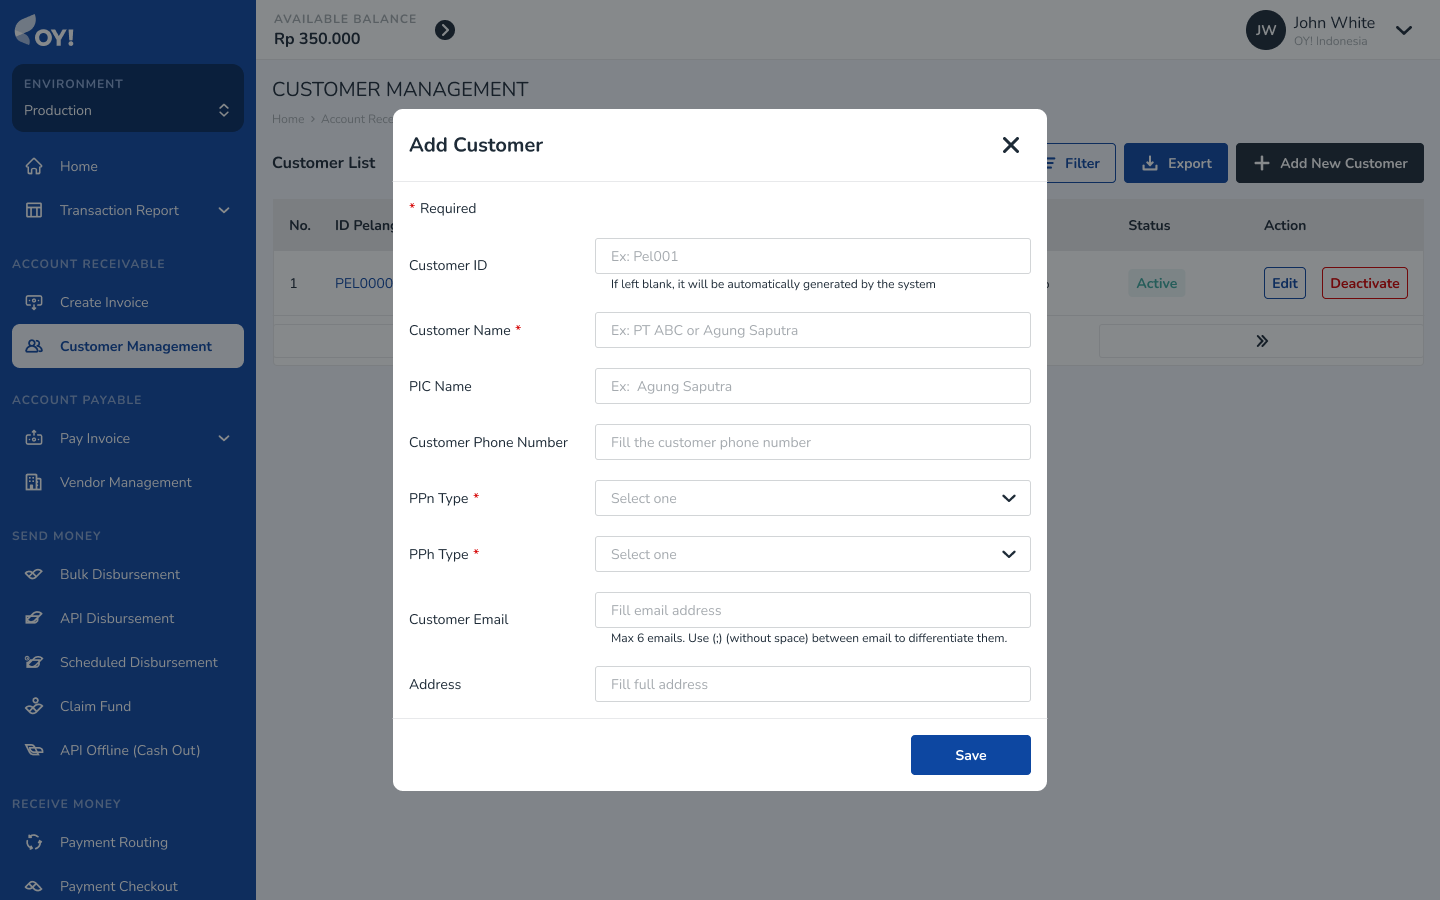 OY!
AVAILABLE BALANCE
Rp 350.000
JW
John White
OY! Indonesia
ENVIRONMENT
Production
Home
Transaction Report
ACCOUNT RECEIVABLE
Create Invoice
Customer Management
ACCOUNT PAYABLE
Pay Invoice
Vendor Management
SEND MONEY
Bulk Disbursement
API Disbursement
Scheduled Disbursement
Claim Fund
API Offline (Cash Out)
RECEIVE MONEY
Payment Routing
Payment Checkout
CUSTOMER MANAGEMENT
Home > Account Rece
Customer List
Filter
Export
Add New Customer
No. ID Pelang Status Action
1 PEL0000 Active Edit Deactivate
Add Customer
* Required
Customer ID
Ex: Pel001
If left blank, it will be automatically generated by the system
Customer Name *
Ex: PT ABC or Agung Saputra
PIC Name
Ex:  Agung Saputra
Customer Phone Number
Fill the customer phone number
PPn Type *
Select one
PPh Type *
Select one
Customer Email
Fill email address
Max 6 emails. Use (;) (without space) between email to differentiate them.
Address
Fill full address
Save